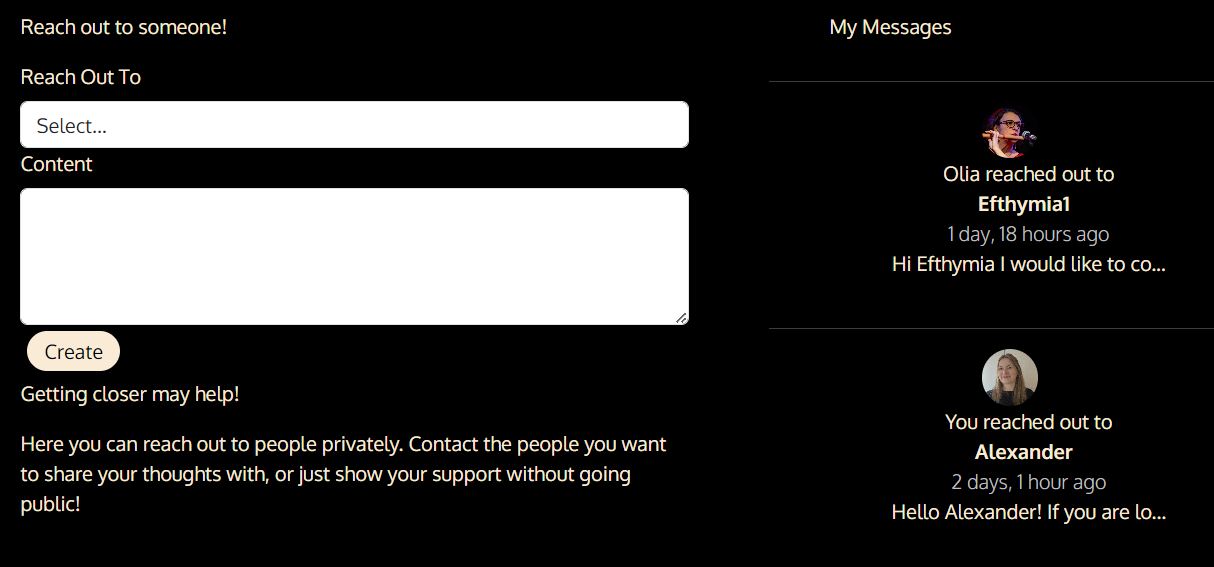 Reach out to someone!
Reach Out To
Select...
Content
Create
Getting closer may help!
Here you can reach out to people privately. Contact the people you want
to share your thoughts with, or just show your support without going
public!
My Messages
Olia reached out to
Efthymia1
1 day, 18 hours ago
Hi Efthymia I would like to co...
You reached out to
Alexander
2 days, 1 hour ago
Hello Alexander! If you are lo...